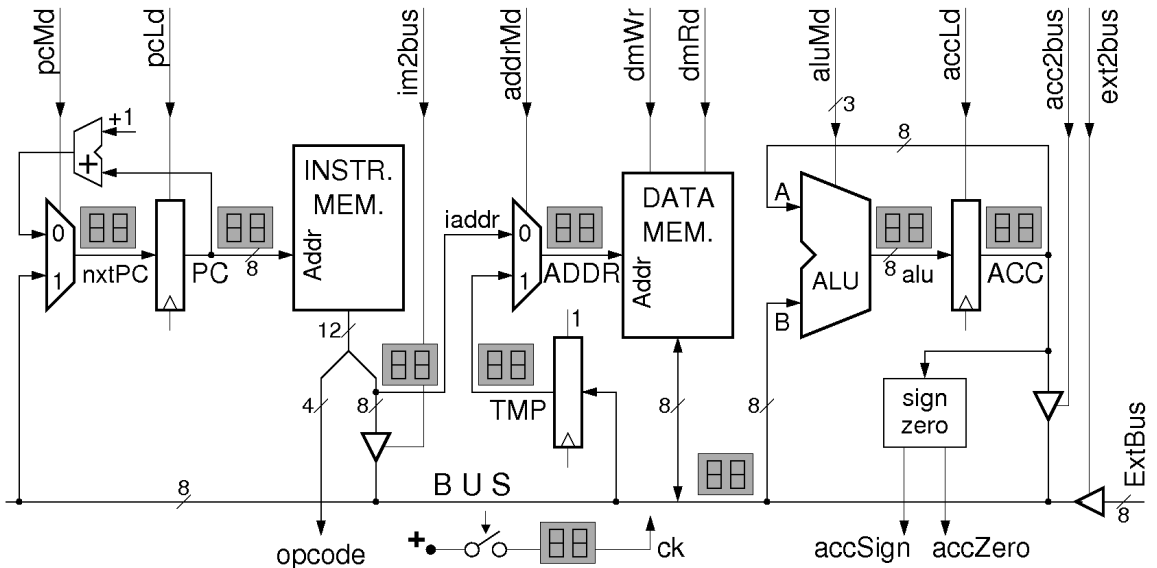 pcMd
pcLd
im2bus
addrMd
dmWr
dmRd
aluMd
accLd
acc2bus
ext2bus
+1
3
8
+
INSTR.
MEM.
Addr
DATA
MEM.
Addr
iaddr
A
0
1
nxtPC
PC
8
0
1
ADDR
ALU
8
alu
ACC
B
12
1
4
8
TMP
8
8
sign
zero
ExtBus
8
BUS
8
+
ck
opcode
accSign
accZero